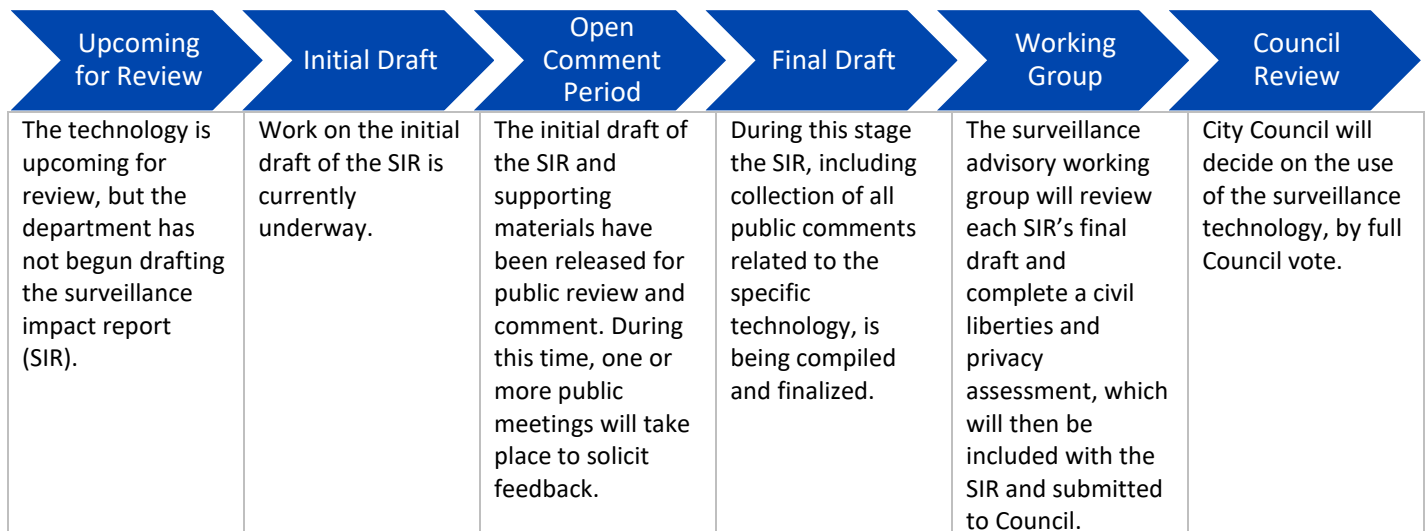 Upcoming
for Review
Initial Draft
Open
Comment
Period
Final Draft
Working
Group
Council
Review
The technology is
upcoming for
review, but the
department has
not begun drafting
the surveillance
impact report
(SIR).
Work on the initial
draft of the SIR is
currently
underway.
The initial draft of
the SIR and
supporting
materials have
been released for
public review and
comment. During
this time, one or
more public
meetings will take
place to solicit
feedback.
During this stage
the SIR, including
collection of all
public comments
related to the
specific
technology, is
being compiled
and finalized.
The surveillance
advisory working
group will review
each SIR’s final
draft and
complete a civil
liberties and
privacy
assessment, which
will then be
included with the
SIR and submitted
to Council.
City Council will
decide on the use
of the surveillance
technology, by full
Council vote.